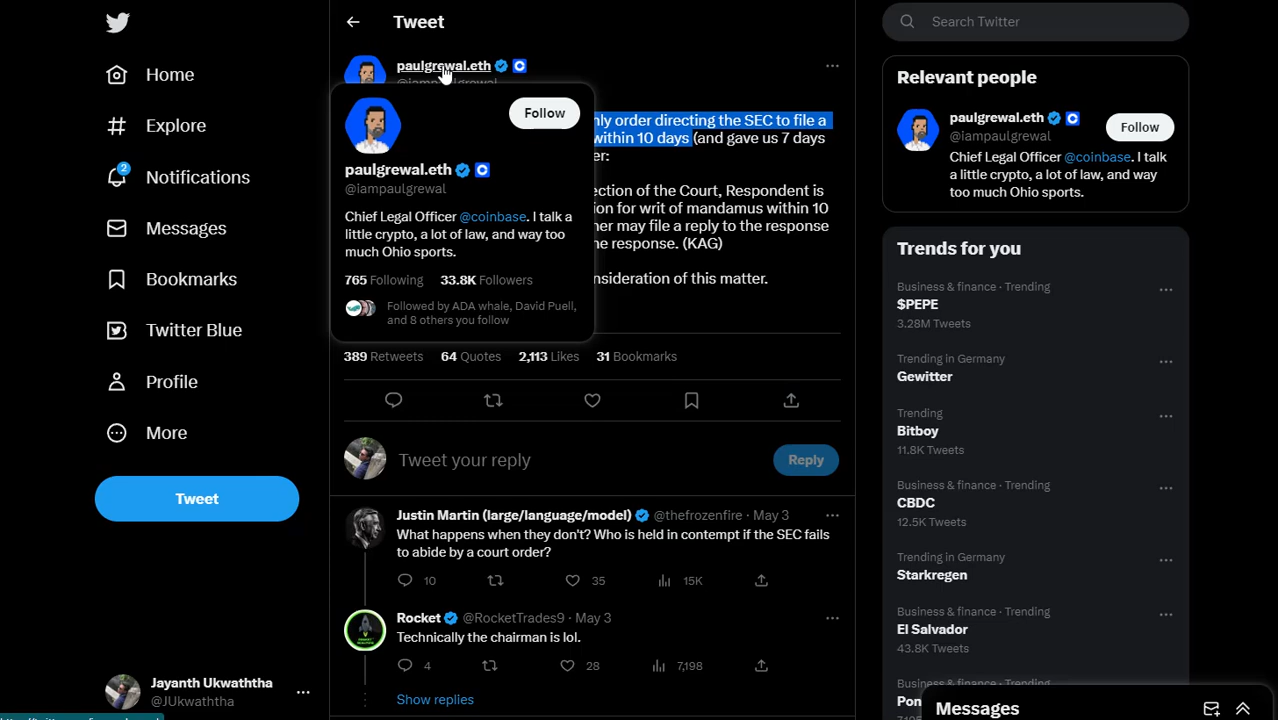 Home
Explore
2
Notifications
Messages
Bookmarks
Twitter Blue
Profile
More
Tweet
Jayanth Ukwaththa
@JUkwaththa
Tweet
paulgrewal.eth
Follow
paulgrewal.eth
@iampaulgrewal
Chief Legal Officer @coinbase. I talk a
little crypto, a lot of law, and way too
much Ohio sports.
765 Following 33.8K Followers
Followed by ADA whale, David Puell,
and 8 others you follow
order directing the SEC to file a
within 10 days (and gave us 7 days
of the Court, Respondent is
for writ of mandamus within 10
may file a reply to the response
response. (KAG)
of this matter.
389 Retweets 64 Quotes 2,113 Likes 31 Bookmarks
Tweet your reply
Reply
Justin Martin (large/language/model) @thefrozenfire · May 3
What happens when they don't? Who is held in contempt if the SEC fails
to abide by a court order?
10 35 15K
Rocket @RocketTrades9 · May 3
Technically the chairman is lol.
4 28 7,198
Show replies
Search Twitter
Relevant people
paulgrewal.eth
@iampaulgrewal
Follow
Chief Legal Officer @coinbase. I talk
a little crypto, a lot of law, and way
too much Ohio sports.
Trends for you
Business & finance · Trending
$PEPE
3.28M Tweets
Trending in Germany
Gewitter
Trending
Bitboy
11.8K Tweets
Business & finance · Trending
CBDC
12.5K Tweets
Trending in Germany
Starkregen
Business & finance · Trending
El Salvador
43.8K Tweets
Messages